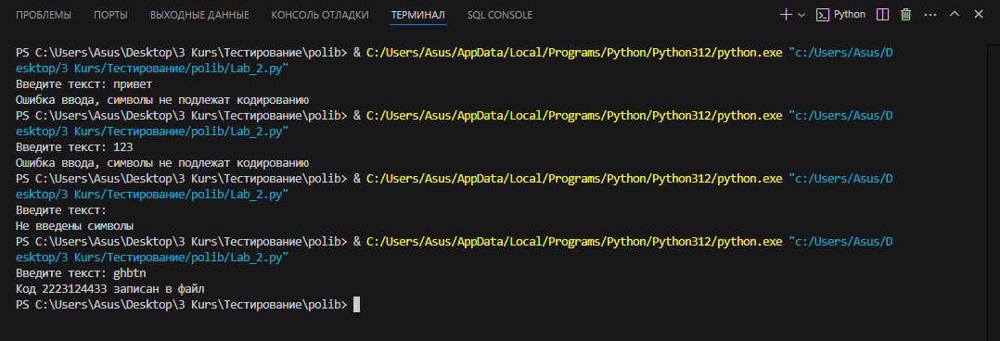 ПРОБЛЕМЫ ПОРТЫ ВЫХОДНЫЕ ДАННЫЕ КОНСОЛЬ ОТЛАДКИ ТЕРМИНАЛ SQL CONSOLE Python
PS C:\Users\Asus\Desktop\3 Kurs\Тестирование\polib> & C:/Users/Asus/AppData/Local/Programs/Python/Python312/python.exe "c:/Users/Asus/D
esktop/3 Kurs/Тестирование/polib/Lab_2.py"
Введите текст: привет
Ошибка ввода, символы не подлежат кодированию
PS C:\Users\Asus\Desktop\3 Kurs\Тестирование\polib> & C:/Users/Asus/AppData/Local/Programs/Python/Python312/python.exe "c:/Users/Asus/D
esktop/3 Kurs/Тестирование/polib/Lab_2.py"
Введите текст: 123
Ошибка ввода, символы не подлежат кодированию
PS C:\Users\Asus\Desktop\3 Kurs\Тестирование\polib> & C:/Users/Asus/AppData/Local/Programs/Python/Python312/python.exe "c:/Users/Asus/D
esktop/3 Kurs/Тестирование/polib/Lab_2.py"
Введите текст:
Не введены символы
PS C:\Users\Asus\Desktop\3 Kurs\Тестирование\polib> & C:/Users/Asus/AppData/Local/Programs/Python/Python312/python.exe "c:/Users/Asus/D
esktop/3 Kurs/Тестирование/polib/Lab_2.py"
Введите текст: ghbtn
Код 2223124433 записан в файл
PS C:\Users\Asus\Desktop\3 Kurs\Тестирование\polib>